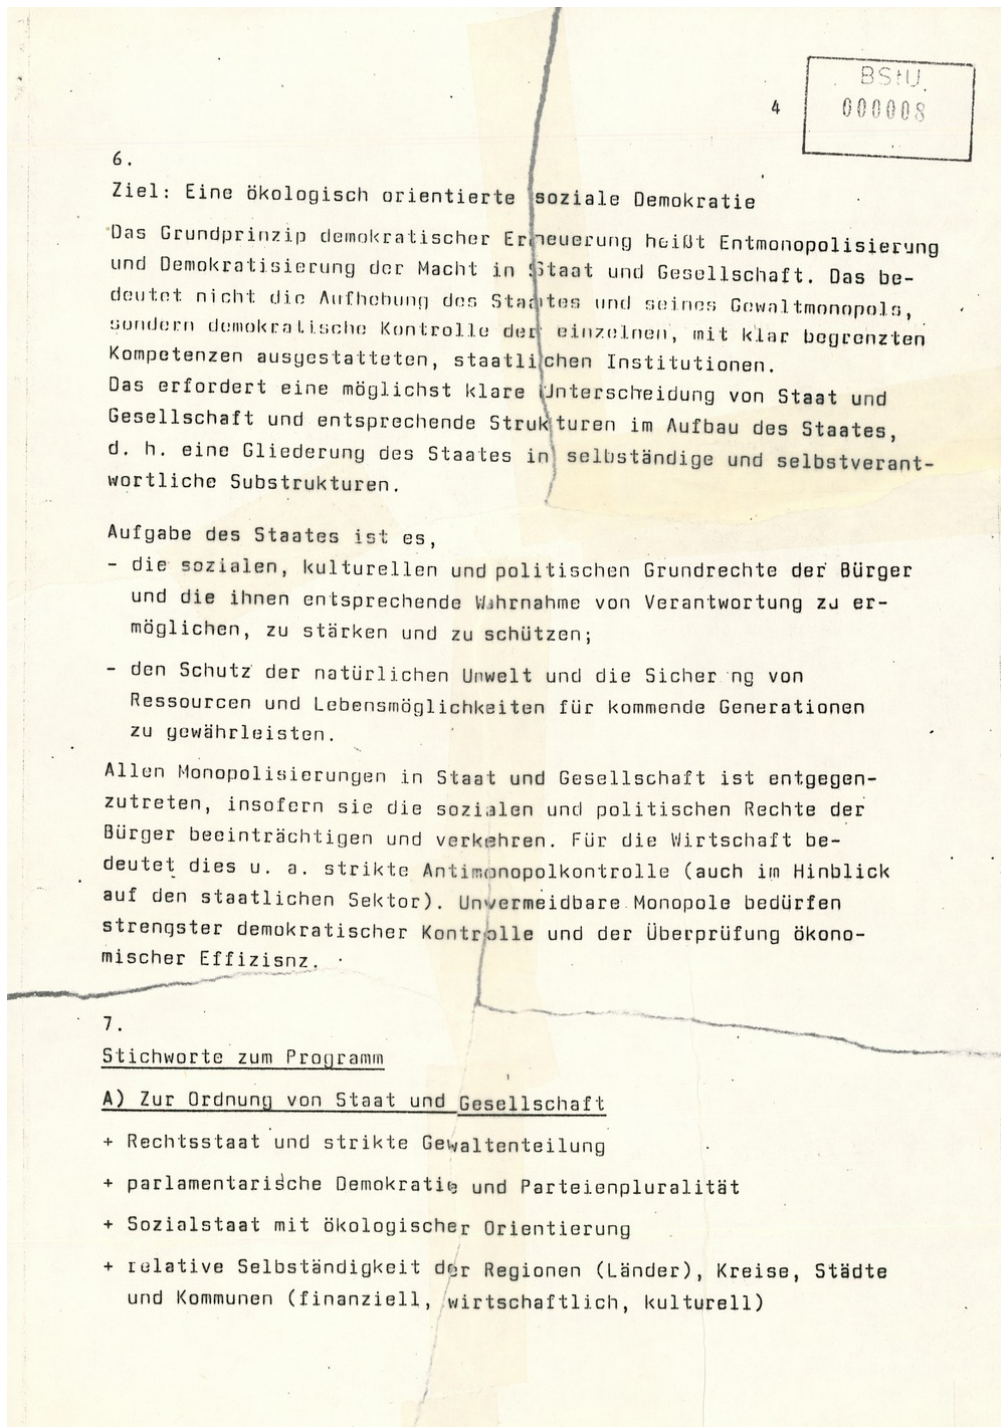 BStU
000008
4
6.
Ziel: Eine ökologisch orientierte soziale Demokratie
Das Grundprinzip demokratischer Erneuerung heißt Entmonopolisierung
und Demokratisierung der Macht in Staat und Gesellschaft. Das be-
deutet nicht die Aufhebung des Staates und seines Gewaltmonopols,
sondern demokratische Kontrolle der einzelnen, mit klar begrenzten
Kompetenzen ausgestatteten, staatlichen Institutionen.
Das erfordert eine möglichst klare Unterscheidung von Staat und
Gesellschaft und entsprechende Strukturen im Aufbau des Staates,
d. h. eine Gliederung des Staates in selbständige und selbstverant-
wortliche Substrukturen.
Aufgabe des Staates ist es,
- die sozialen, kulturellen und politischen Grundrechte der Bürger
und die ihnen entsprechende Wahrnahme von Verantwortung zu er-
möglichen, zu stärken und zu schützen;
- den Schutz der natürlichen Umwelt und die Sicher ng von
Ressourcen und Lebensmöglichkeiten für kommende Generationen
zu gewährleisten.
Allen Monopolisierungen in Staat und Gesellschaft ist entgegen-
zutreten, insofern sie die sozialen und politischen Rechte der
Bürger beeinträchtigen und verkehren. Für die Wirtschaft be-
deutet dies u. a. strikte Antimonopolkontrolle (auch im Hinblick
auf den staatlichen Sektor). Unvermeidbare Monopole bedürfen
strengster demokratischer Kontrolle und der Überprüfung ökono-
mischer Effizisnz.
7.
Stichworte zum Programm
A) Zur Ordnung von Staat und Gesellschaft
+ Rechtsstaat und strikte Gewaltenteilung
+ parlamentarische Demokratie und Parteienpluralität
+ Sozialstaat mit ökologischer Orientierung
+ relative Selbständigkeit der Regionen (Länder), Kreise, Städte
und Kommunen (finanziell, wirtschaftlich, kulturell)